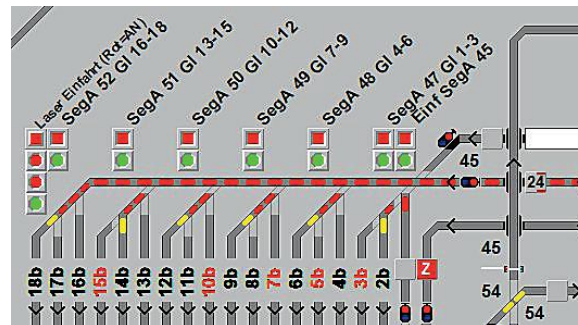 Laser Einfahrt (Rot=AN)
SegA 52 Gl 16-18
SegA 51 Gl 13-15
SegA 50 Gl 10-12
SegA 49 Gl 7-9
SegA 48 Gl 4-6
SegA 47 Gl 1-3
Einf SegA 45
45
24
45
Z
54
54
18b 17b 16b 15b 14b 13b 12b 11b 10b 9b 8b 7b 6b 5b 4b 3b 2b